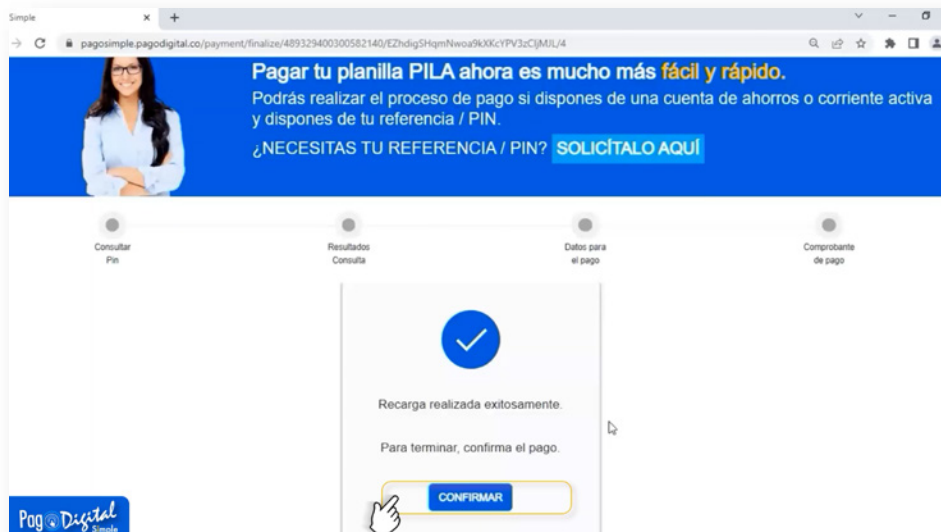 Simple
pagosimple.pagodigital.co/payment/finalize/489329400300582140/EZhdigSHqmNwoa9kXKcYPV3zCljMJL/4
Pagar tu planilla PILA ahora es mucho más fácil y rápido.
Podrás realizar el proceso de pago si dispones de una cuenta de ahorros o corriente activa
y dispones de tu referencia / PIN.
¿NECESITAS TU REFERENCIA / PIN? SOLICÍTALO AQUÍ
Consultar
Pin
Resultados
Consulta
Datos para
el pago
Comprobante
de pago
Recarga realizada exitosamente.
Para terminar, confirma el pago.
CONFIRMAR
Pago Digital
Simple